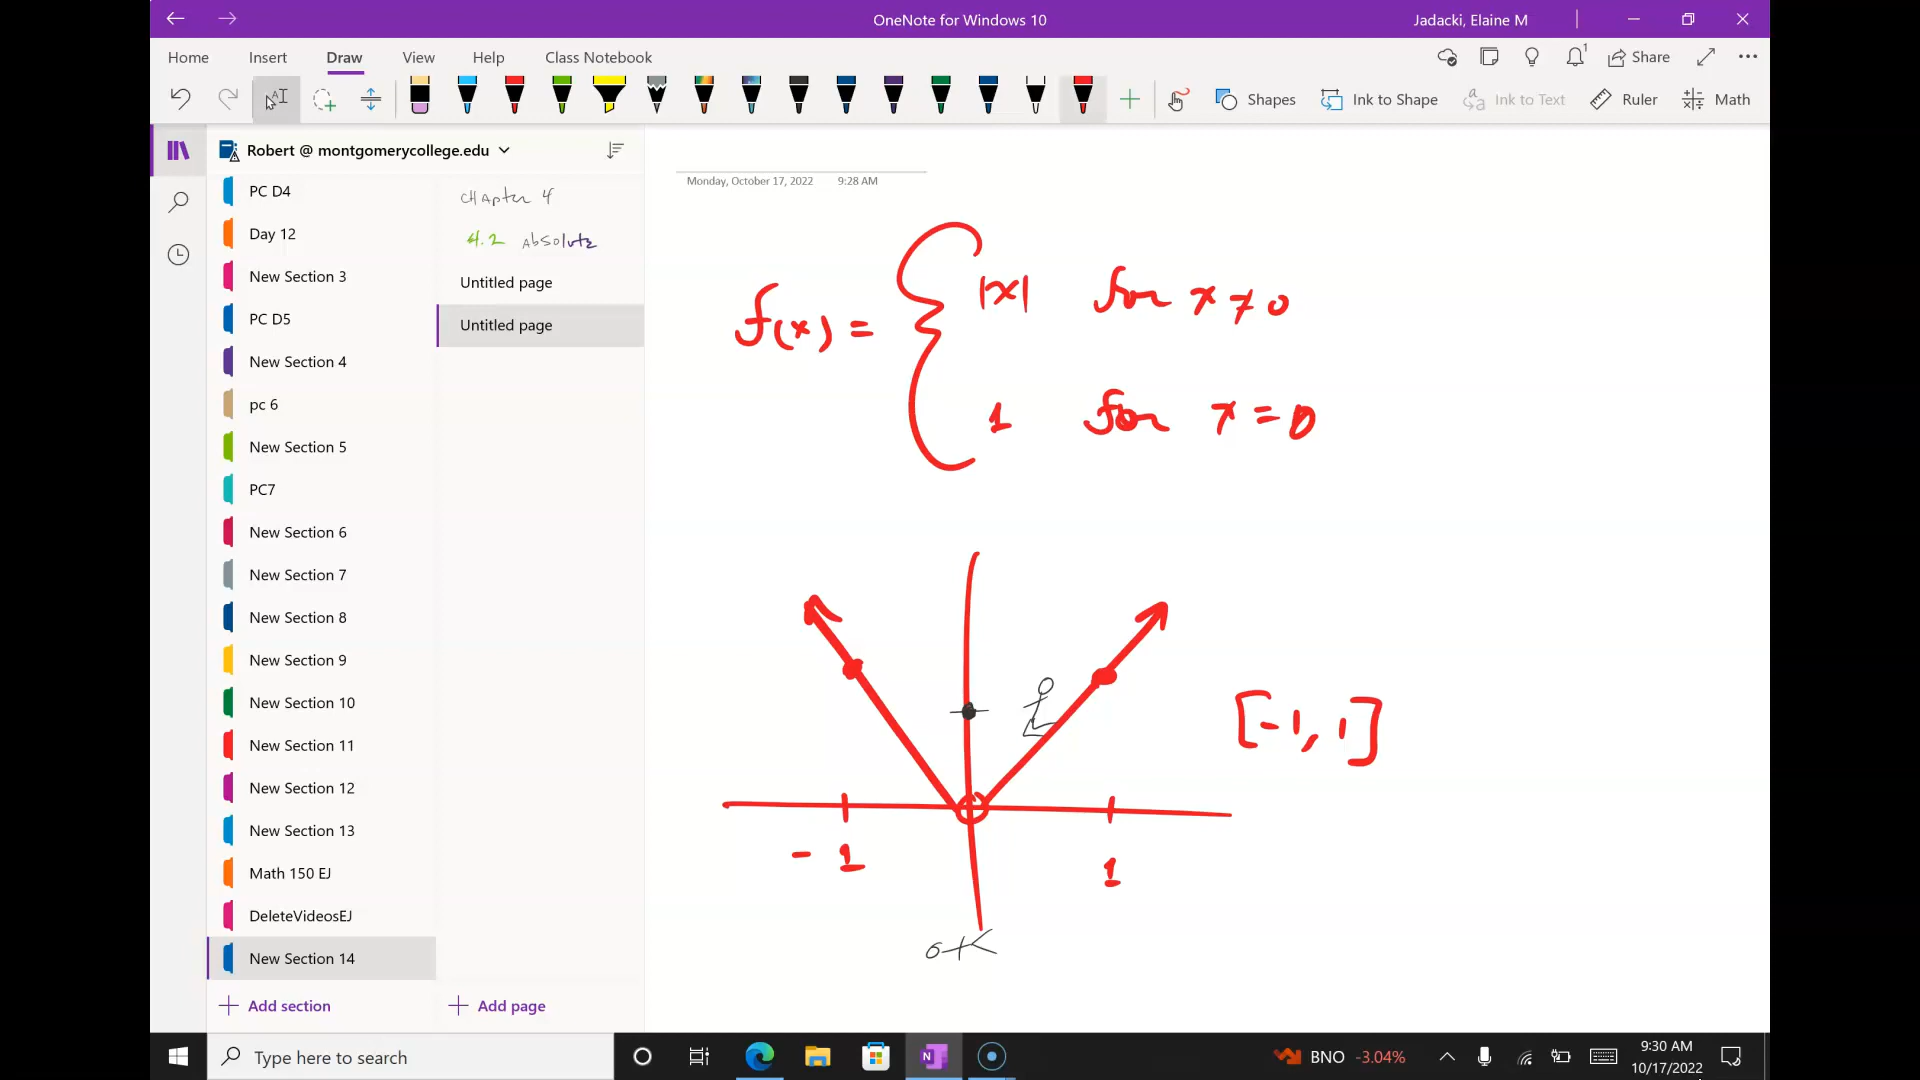 OneNote for Windows 10
Jadacki, Elaine M
Home Insert Draw View Help Class Notebook
1
Share
Shapes Ink to Shape Ink to Text Ruler Math
Robert @ montgomerycollege.edu
PC D4
Day 12
New Section 3
PC D5
New Section 4
pc 6
New Section 5
PC7
New Section 6
New Section 7
New Section 8
New Section 9
New Section 10
New Section 11
New Section 12
New Section 13
Math 150 EJ
DeleteVideosEJ
New Section 14
Add section
CHApter 4
4.2 Absolute
Untitled page
Untitled page
Add page
Monday, October 17, 2022 9:28 AM
f(x) = { |x| for x ≠ 0
1 for x = 0
[-1, 1]
-1 1
Type here to search
BNO -3.04%
9:30 AM
10/17/2022